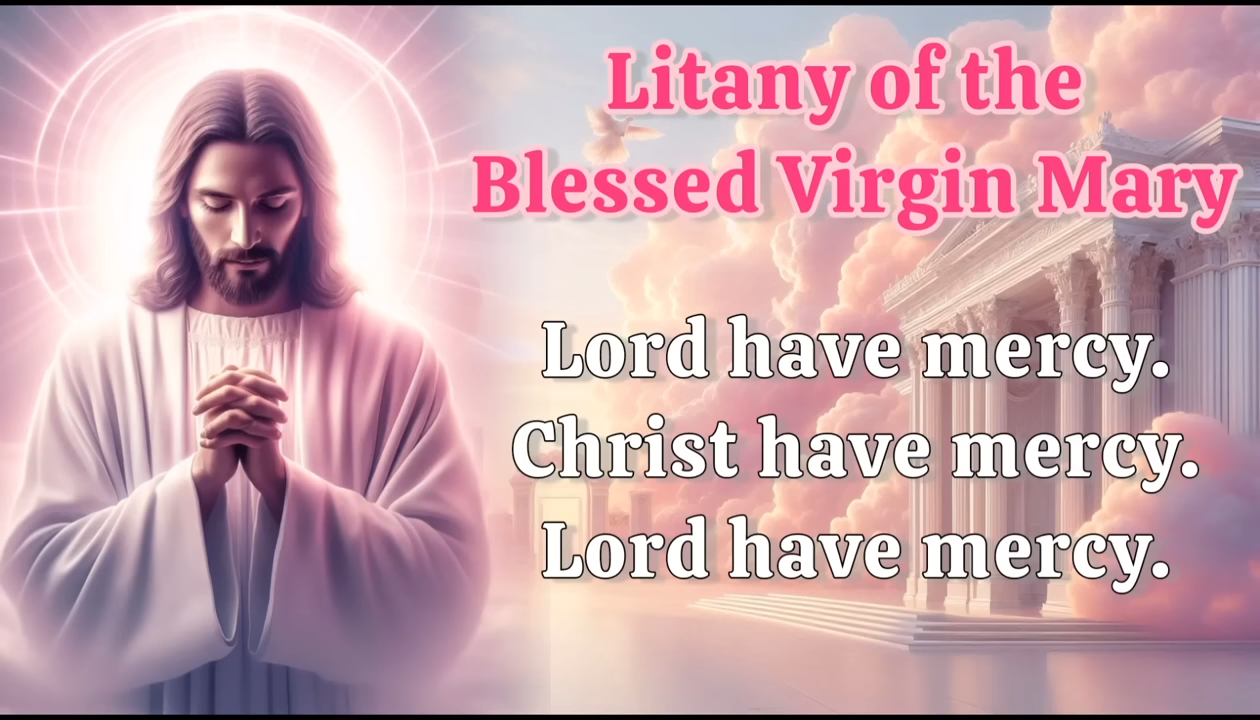 Litany of the
Blessed Virgin Mary
Lord have mercy.
Christ have mercy.
Lord have mercy.